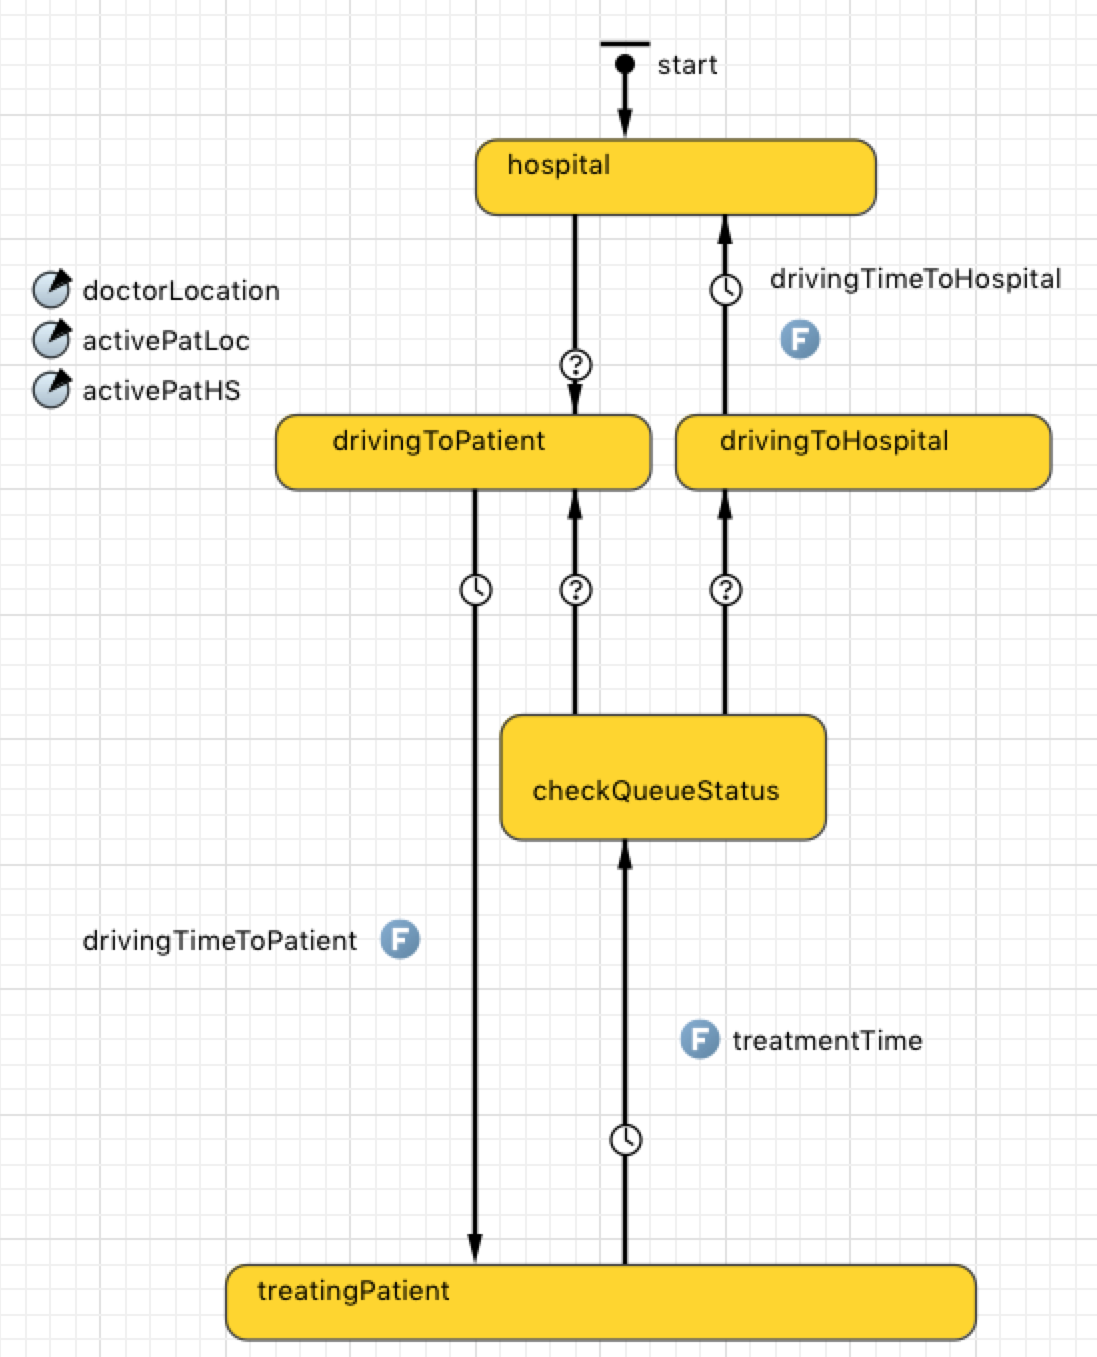 start
hospital
drivingTimeToHospital
F
doctorLocation
activePatLoc
activePatHS
?
drivingToPatient
drivingToHospital
? ?
checkQueueStatus
drivingTimeToPatient F
F treatmentTime
treatingPatient